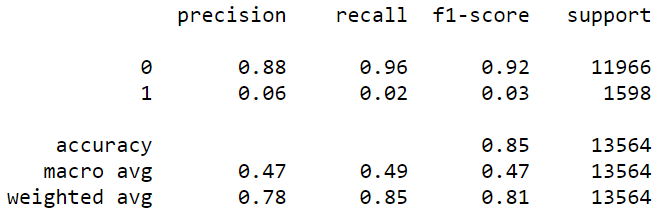 precision recall f1-score support
0 0.88 0.96 0.92 11966
1 0.06 0.02 0.03 1598
accuracy 0.85 13564
macro avg 0.47 0.49 0.47 13564
weighted avg 0.78 0.85 0.81 13564